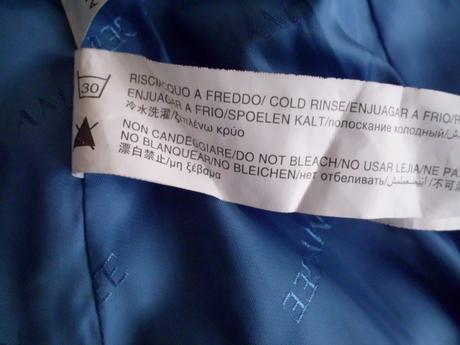 30
RISCIACQUO A FREDDO/ COLD RINSE/ENJUAGAR A FRIO/R
ENJUAGAR A FRIO/SPOELEN KALT/полоскание холодный/
冷水洗濯/ξεπλένω κρύο
NON CANDEGGIARE/DO NOT BLEACH/NO USAR LEJIA/NE PA
NO BLANQUEAR/NO BLEICHEN/нет отбеливать/
漂白禁止/μη ξέβαμα